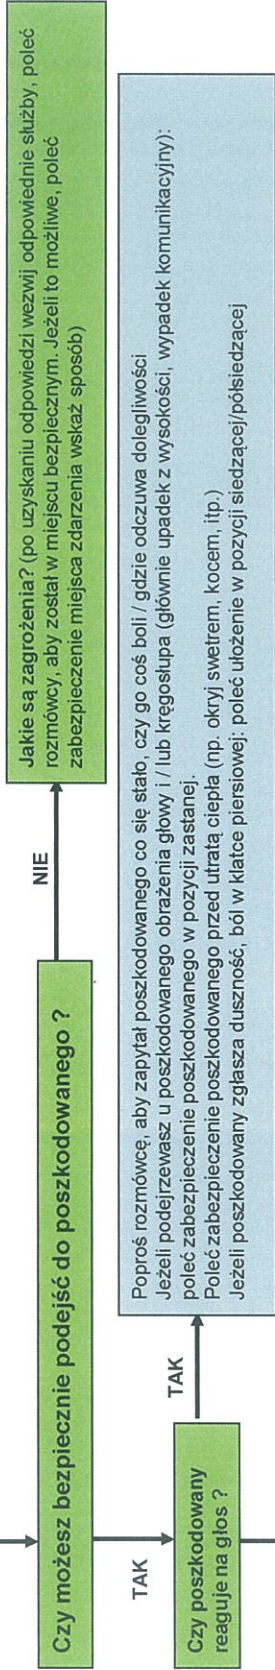 Czy możesz bezpiecznie podejść do poszkodowanego ?
NIE
Jakie są zagrożenia? (po uzyskaniu odpowiedzi wezwij odpowiednie służby, poleć
rozmówcy, aby został w miejscu bezpiecznym. Jeżeli to możliwe, poleć
zabezpieczenie miejsca zdarzenia wskaż sposób)
TAK
Czy poszkodowany
reaguje na głos ?
TAK
Poproś rozmówcę, aby zapytał poszkodowanego co się stało, czy go coś boli / gdzie odczuwa dolegliwości
Jeżeli podejrzewasz u poszkodowanego obrażenia głowy i / lub kręgosłupa (głównie upadek z wysokości, wypadek komunikacyjny):
poleć zabezpieczenie poszkodowanego w pozycji zastanej.
Poleć zabezpieczenie poszkodowanego przed utratą ciepła (np. okryj swetrem, kocem, itp.)
Jeżeli poszkodowany zgłasza duszność, ból w klatce piersiowej: poleć ułożenie w pozycji siedzącej/półsiedzącej